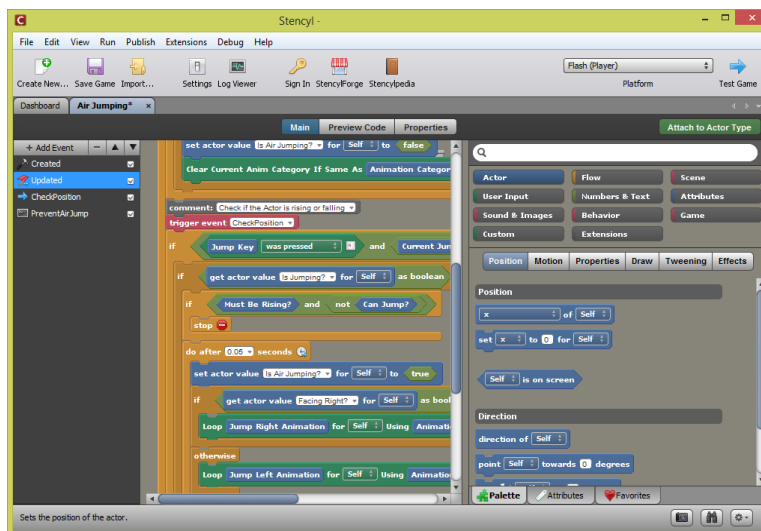 Stencyl -
File Edit View Run Publish Extensions Debug Help
Create New... Save Game Import... Settings Log Viewer Sign In StencylForge Stencylpedia Flash (Player) Platform Test Game
Dashboard Air Jumping* ×
Main Preview Code Properties Attach to Actor Type
+ Add Event
Created
Updated
CheckPosition
PreventAirJump
set actor value Is Air Jumping? for Self to false
Clear Current Anim Category If Same As Animation Categor
comment: Check if the Actor is rising or falling
trigger event CheckPosition
if Jump Key was pressed and Current Jum
if get actor value Is Jumping? for Self as boolean
if Must Be Rising? and not Can Jump?
stop
do after 0.05 seconds
set actor value Is Air Jumping? for Self to true
if get actor value Facing Right? for Self as bool
Loop Jump Right Animation for Self Using Animati
otherwise
Loop Jump Left Animation for Self Using Animatio
Actor Flow Scene
User Input Numbers & Text Attributes
Sound & Images Behavior Game
Custom Extensions
Position Motion Properties Draw Tweening Effects
Position
x of Self
set x to 0 for Self
Self is on screen
Direction
direction of Self
point Self towards 0 degrees
Palette Attributes Favorites
Sets the position of the actor.